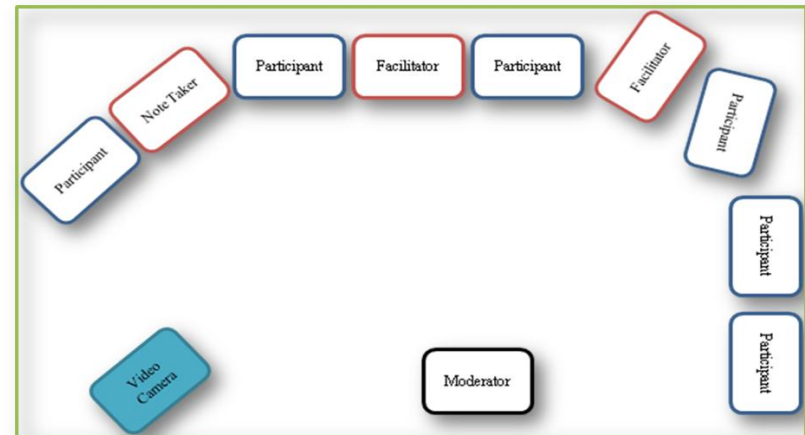 Participant
Note Taker
Participant
Facilitator
Participant
Facilitator
Participant
Participant
Participant
Video
Camera
Moderator